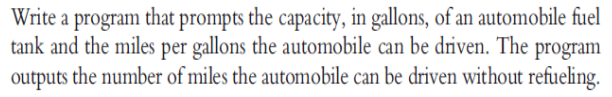 Write a program that prompts the capacity, in gallons, of an automobile fuel
tank and the miles per gallons the automobile can be driven. The program
outputs the number of miles the automobile can be driven without refueling.